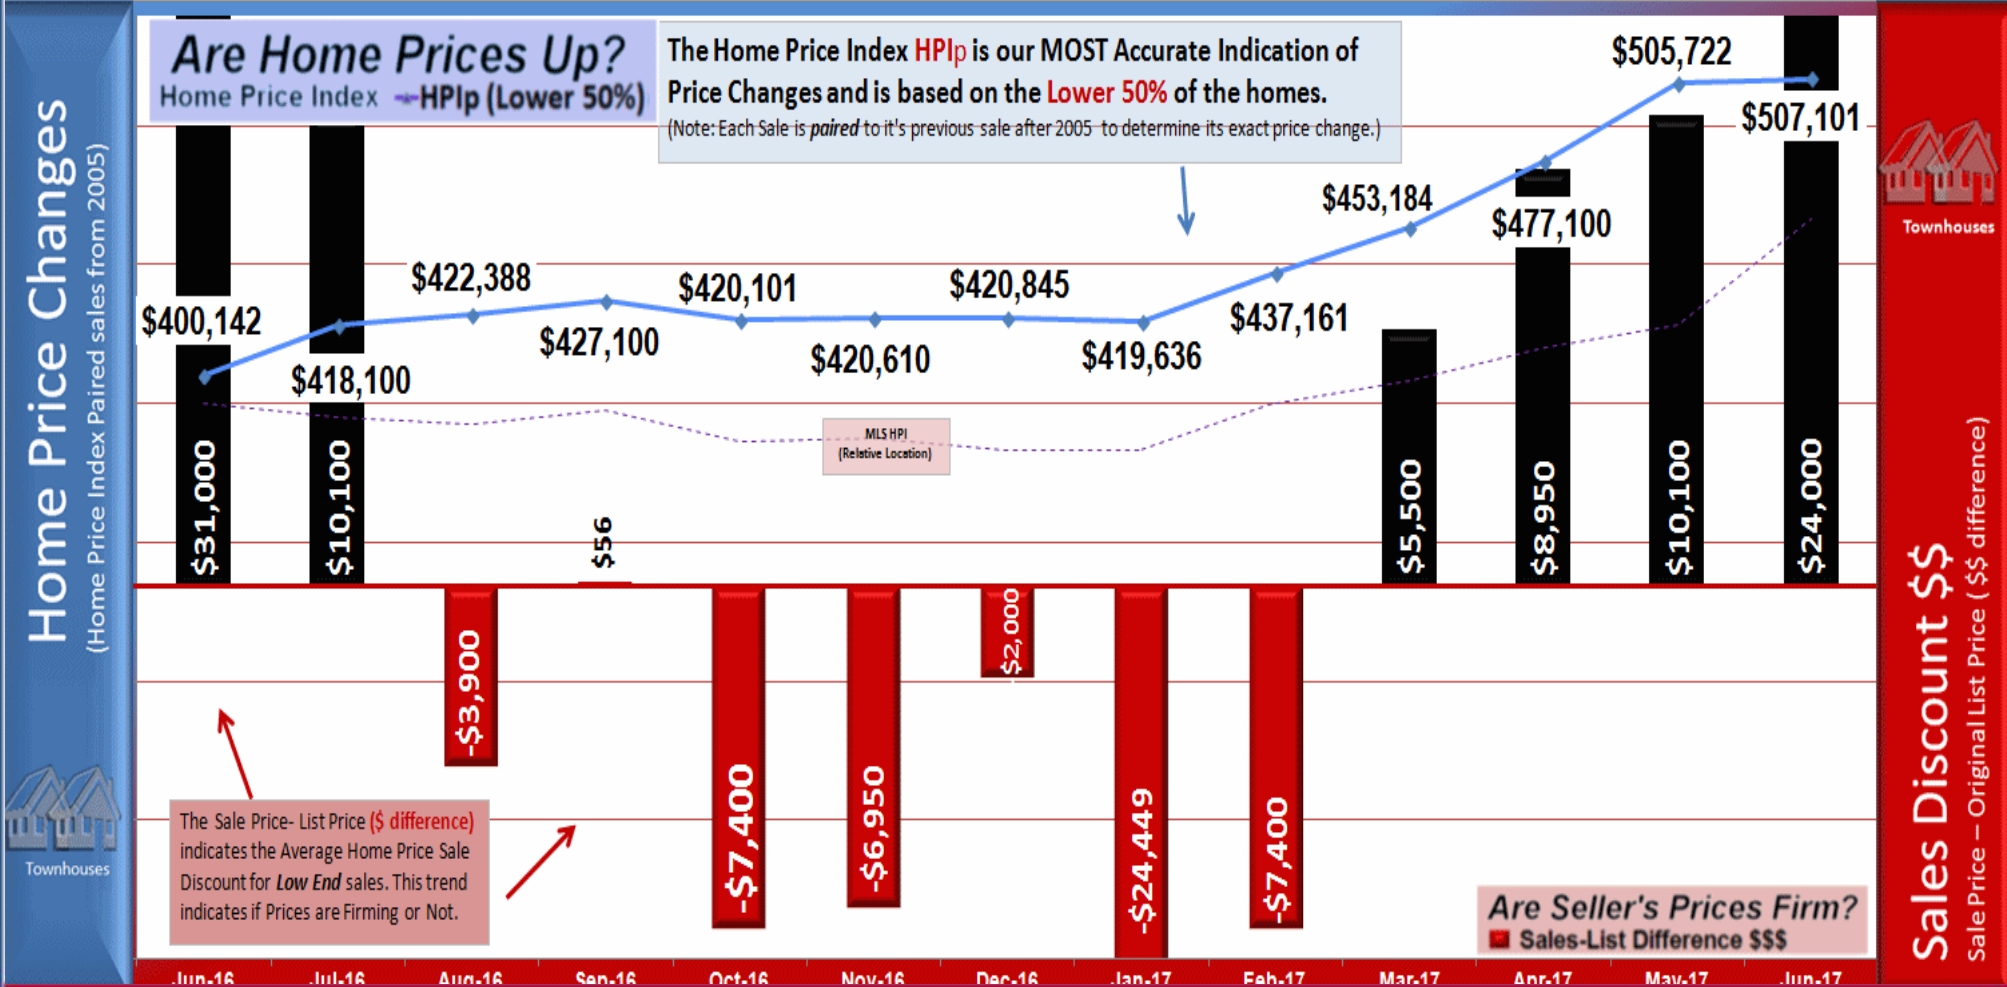 Are Home Prices Up?
Home Price Index HPIp (Lower 50%)
The Home Price Index HPIp is our MOST Accurate Indication of
Price Changes and is based on the Lower 50% of the homes.
(Note: Each Sale is paired to it's previous sale after 2005 to determine its exact price change.)
Home Price Changes
(Home Price Index Paired sales from 2005)
Townhouses
Townhouses
Sales Discount $$
Sale Price – Original List Price ( $$ difference)
$400,142
$418,100
$422,388
$427,100
$420,101
$420,610
$420,845
$419,636
$437,161
$453,184
$477,100
$505,722
$507,101
MLS HPI
(Relative Location)
$31,000
$10,100
-$3,900
$56
-$7,400
-$6,950
-$2,000
-$24,449
-$7,400
$5,500
$8,950
$10,100
$24,000
The Sale Price- List Price ($ difference)
indicates the Average Home Price Sale
Discount for Low End sales. This trend
indicates if Prices are Firming or Not.
Are Seller's Prices Firm?
Sales-List Difference $$$
Jun-16 Jul-16 Aug-16 Sep-16 Oct-16 Nov-16 Dec-16 Jan-17 Feb-17 Mar-17 Apr-17 May-17 Jun-17